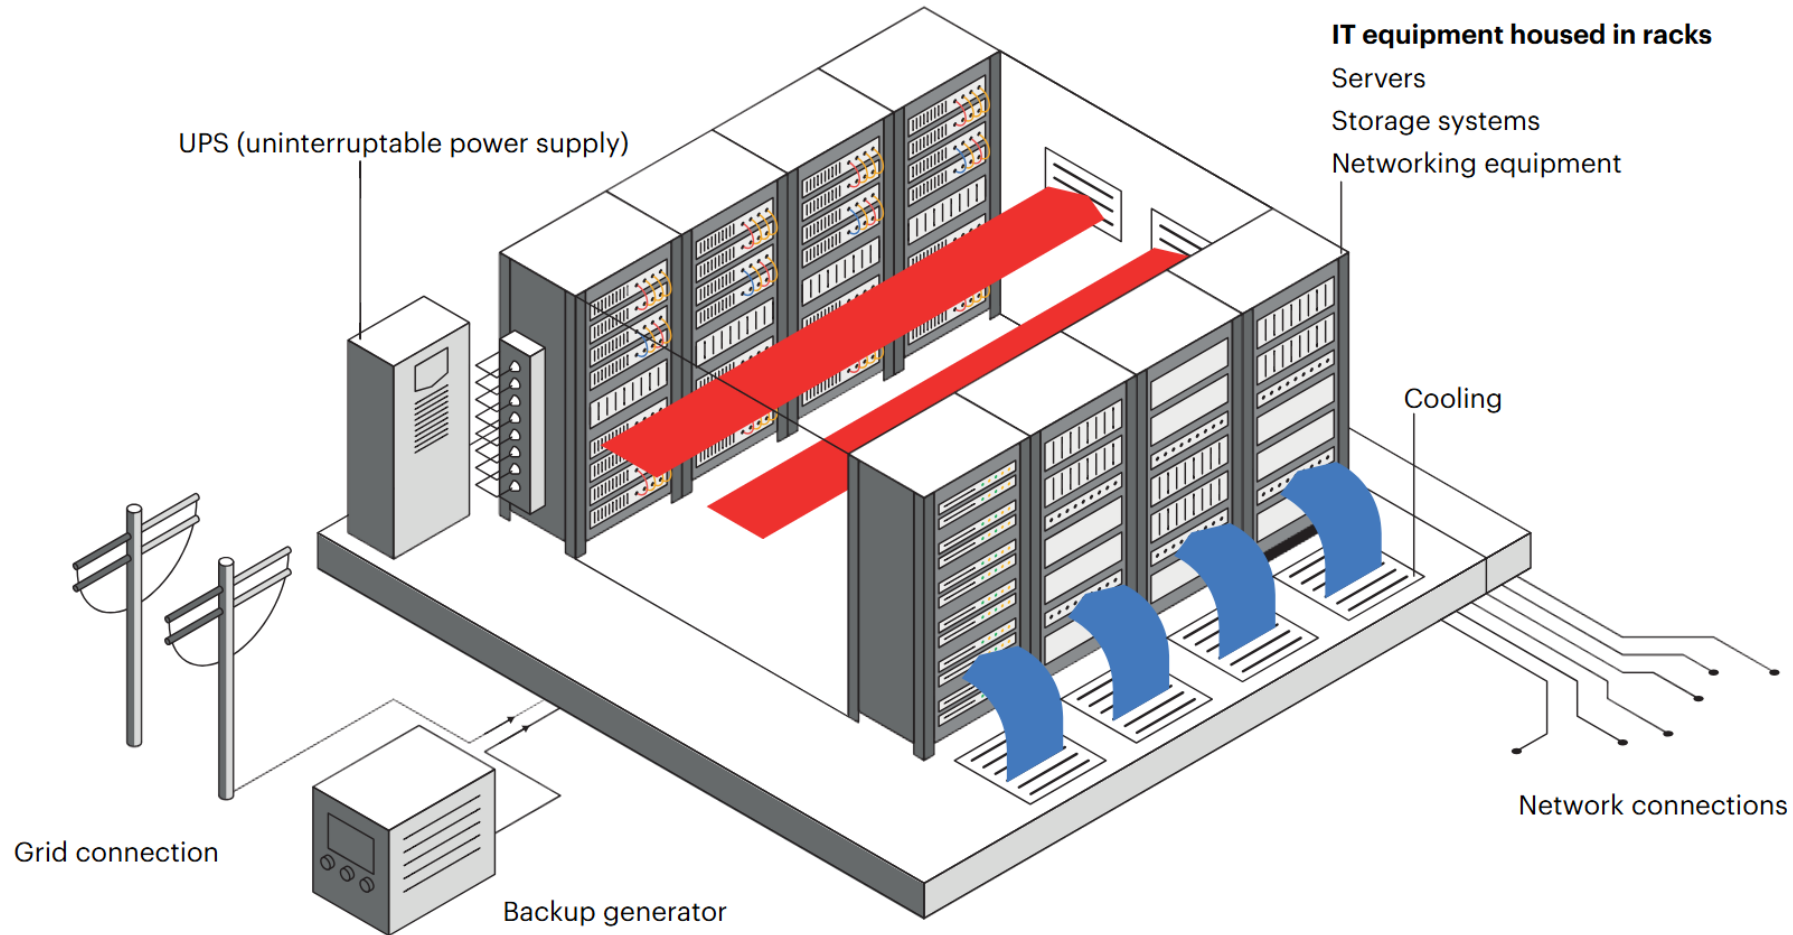 IT equipment housed in racks
Servers
Storage systems
Networking equipment
UPS (uninterruptable power supply)
Cooling
Network connections
Grid connection
Backup generator